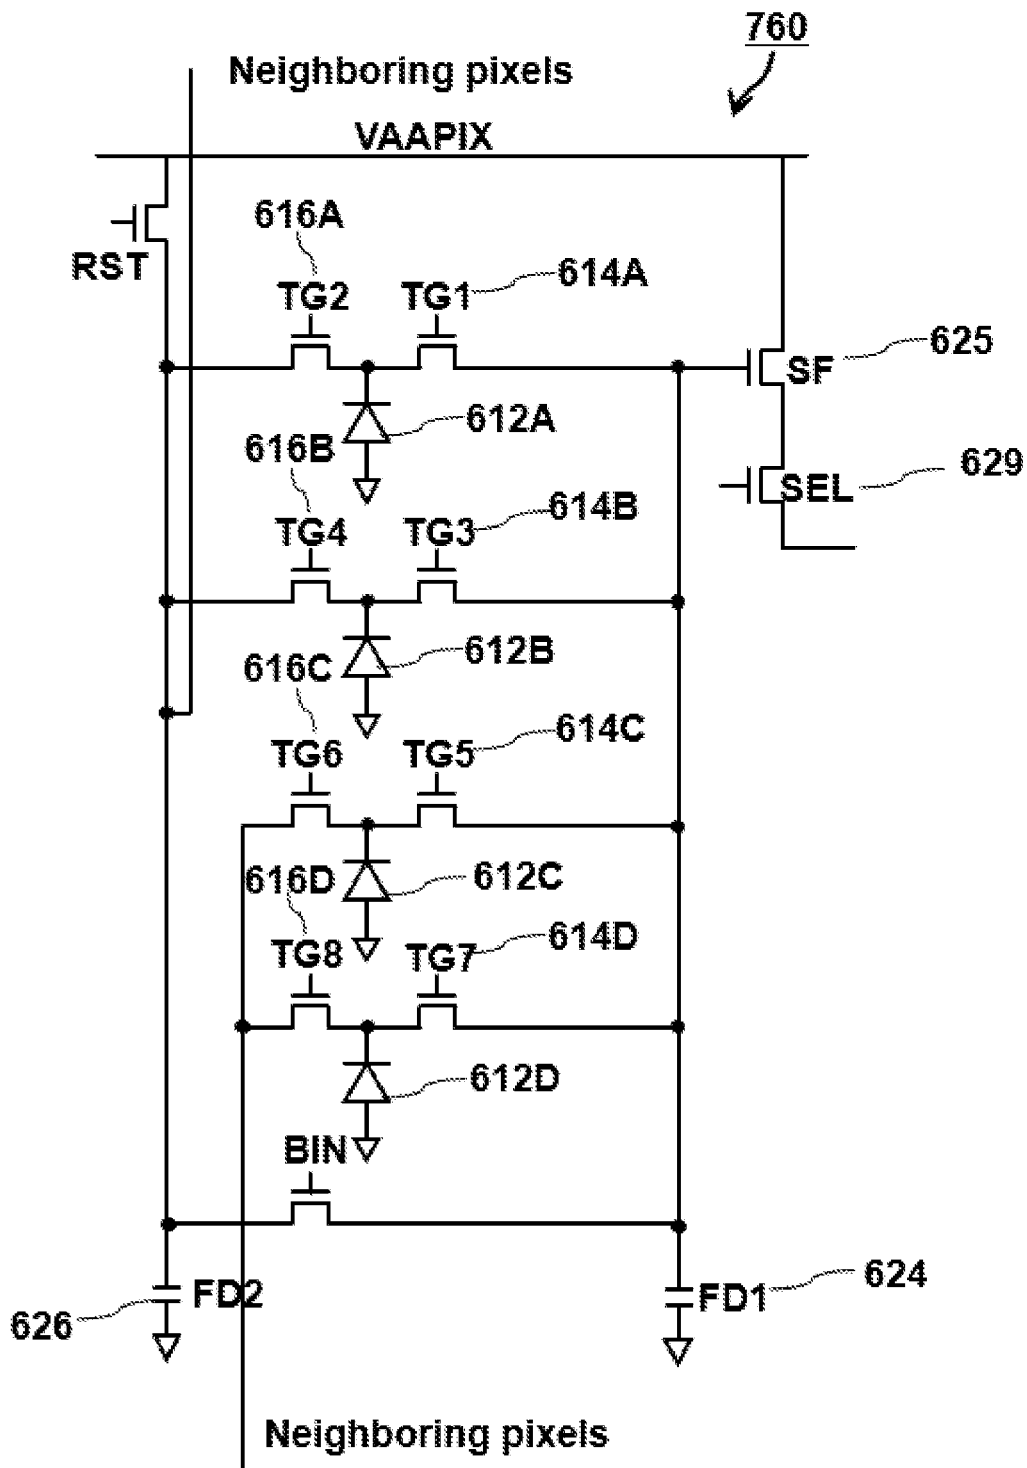 760
Neighboring pixels
VAAPIX
616A
RST
TG2
TG1
614A
625
SF
612A
616B
629
SEL
TG4
TG3
614B
612B
616C
TG6
TG5
614C
616D
612C
TG8
TG7
614D
612D
BIN
626
FD2
FD1
624
Neighboring pixels